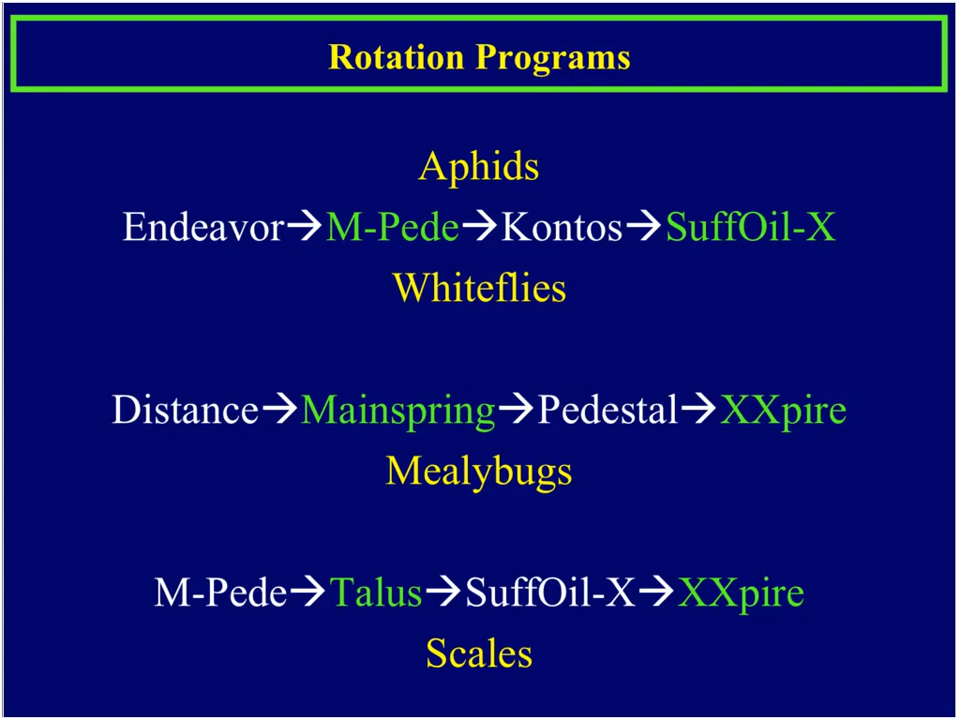 Rotation Programs
Aphids
Endeavor→M-Pede→Kontos→SuffOil-X
Whiteflies
Distance→Mainspring→Pedestal→XXpire
Mealybugs
M-Pede→Talus→SuffOil-X→XXpire
Scales